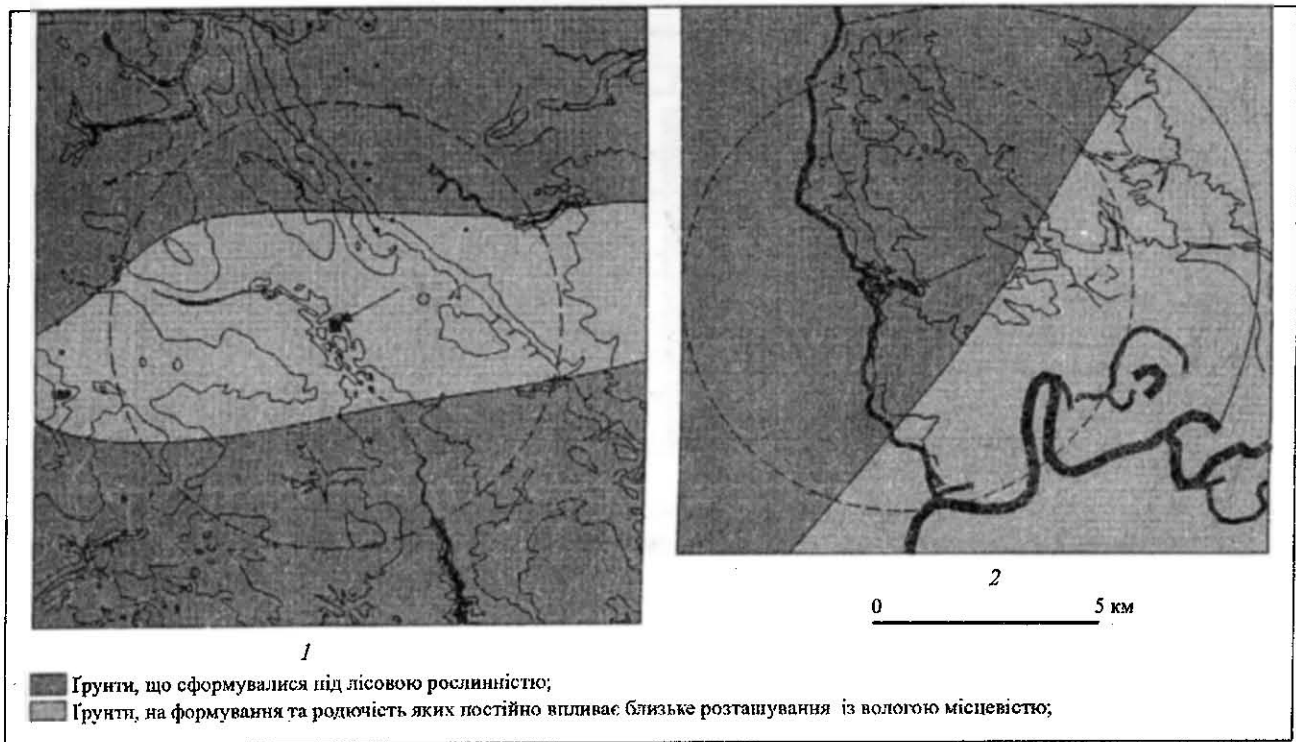 1
2
0 5 км
Ґрунти, що сформувалися під лісовою рослинністю;
Ґрунти, на формування та родючість яких постійно впливає близьке розташування із вологою місцевістю;